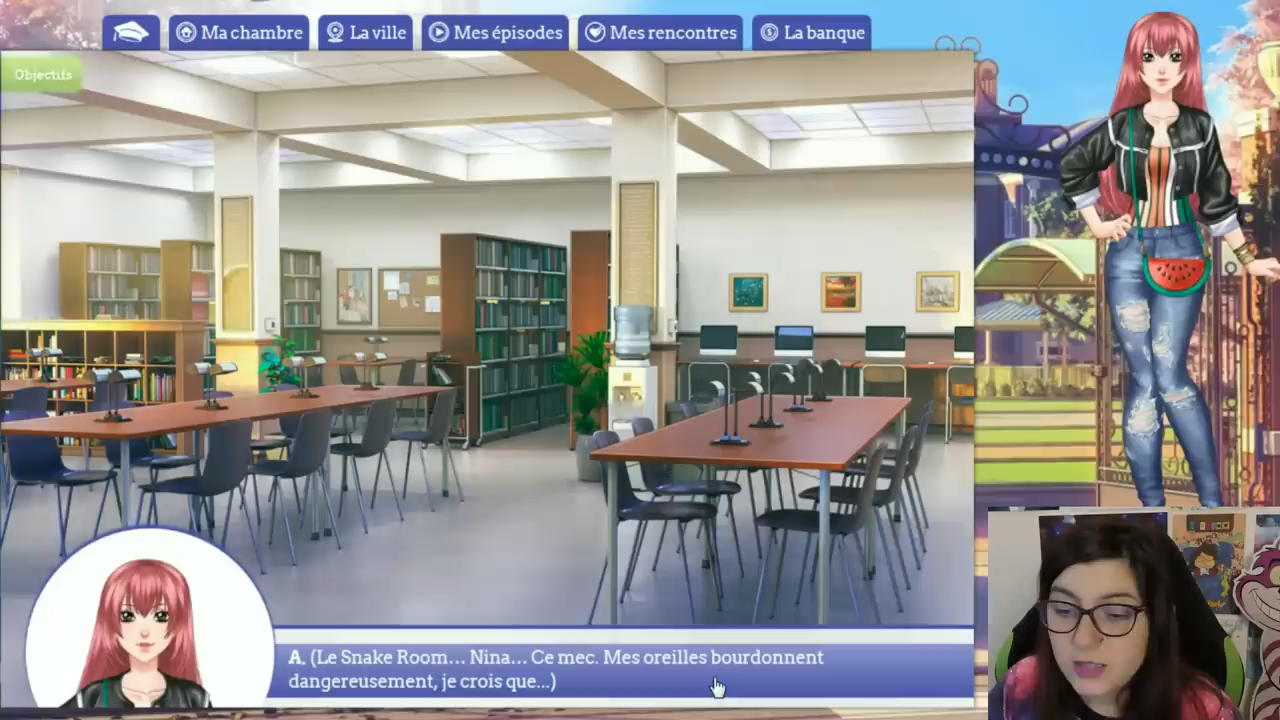 Ma chambre
La ville
Mes épisodes
Mes rencontres
La banque
Objectifs
A. (Le Snake Room... Nina... Ce mec. Mes oreilles bourdonnent
dangereusement, je crois que...)